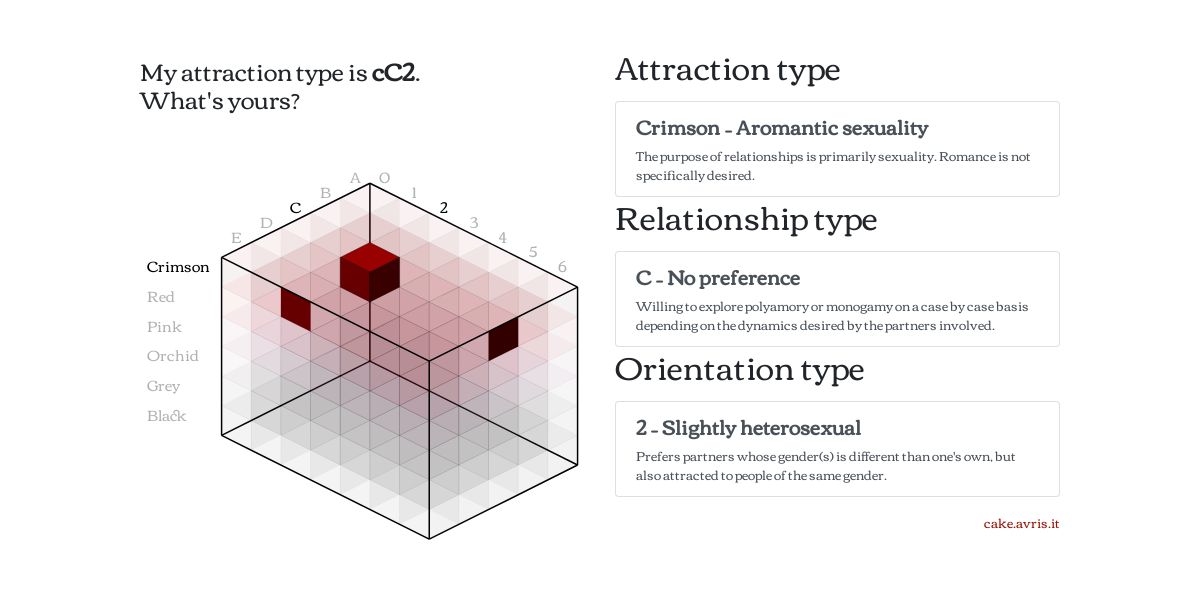 My attraction type is cC2.
What's yours?
A O
B 1
C 2
D 3
E 4
5
6
Crimson
Red
Pink
Orchid
Grey
Black
Attraction type
Crimson - Aromantic sexuality
The purpose of relationships is primarily sexuality. Romance is not
specifically desired.
Relationship type
C - No preference
Willing to explore polyamory or monogamy on a case by case basis
depending on the dynamics desired by the partners involved.
Orientation type
2 - Slightly heterosexual
Prefers partners whose gender(s) is different than one's own, but
also attracted to people of the same gender.
cake.avris.it